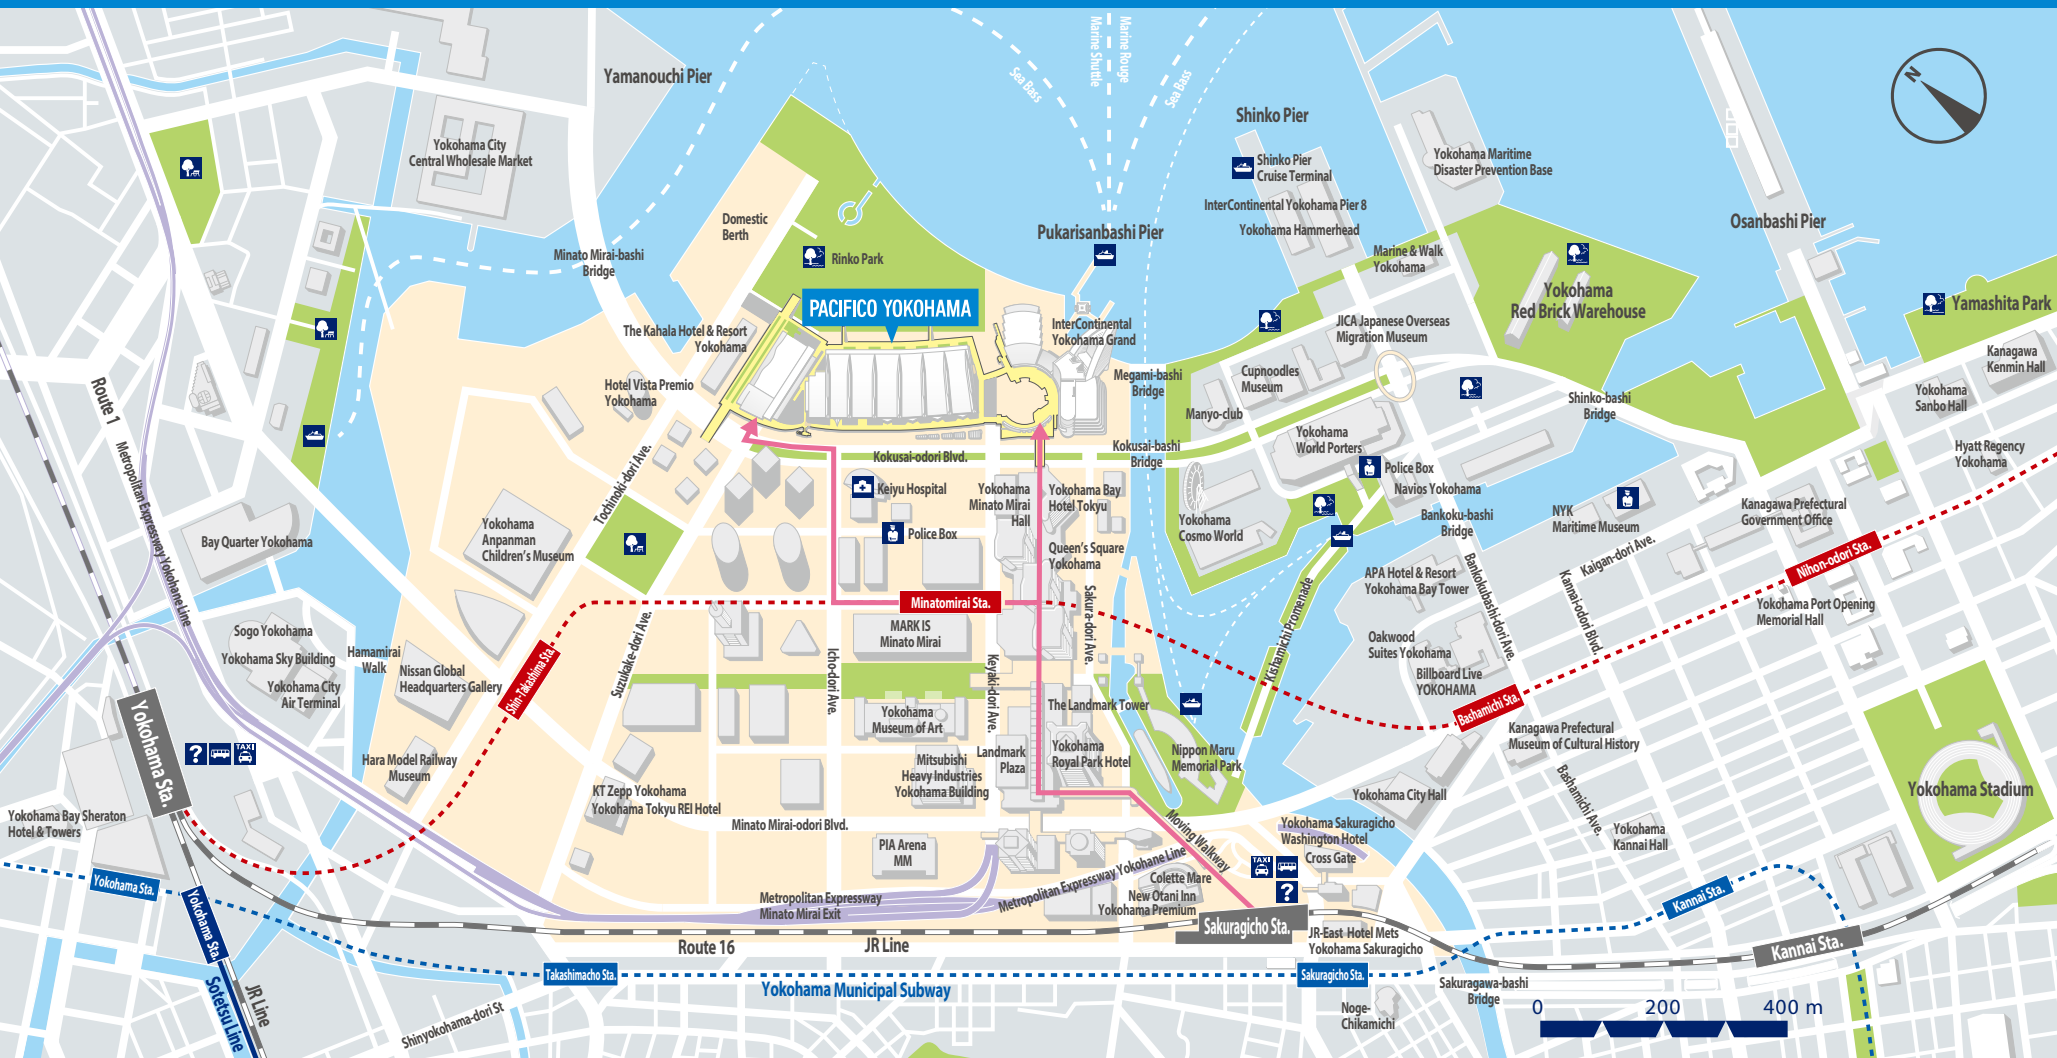 Yamanouchi Pier
Sea Bass
Marine Shuttle
Marine Rouge
Sea Bass
N
Shinko Pier
Yokohama City
Central Wholesale Market
Shinko Pier
Cruise Terminal
Yokohama Maritime
Disaster Prevention Base
InterContinental Yokohama Pier 8
Yokohama Hammerhead
Domestic
Berth
Pukarisanbashi Pier
Osanbashi Pier
Minato Mirai-bashi
Bridge
Rinko Park
Marine & Walk
Yokohama
Yokohama
Red Brick Warehouse
Yamashita Park
PACIFICO YOKOHAMA
The Kahala Hotel & Resort
Yokohama
InterContinental
Yokohama Grand
JICA Japanese Overseas
Migration Museum
Kanagawa
Kenmin Hall
Hotel Vista Premio
Yokohama
Megami-bashi
Bridge
Cupnoodles
Museum
Manyo-club
Shinko-bashi
Bridge
Yokohama
Sanbo Hall
Route 1
Metropolitan Expressway Yokohane Line
Tochinoki-dori Ave.
Kokusai-odori Blvd.
Kokusai-bashi
Bridge
Yokohama
World Porters
Police Box
Navios Yokohama
Hyatt Regency
Yokohama
Keiyu Hospital
Yokohama
Minato Mirai
Hall
Yokohama Bay
Hotel Tokyu
Yokohama
Cosmo World
Bankoku-bashi
Bridge
NYK
Maritime Museum
Kanagawa Prefectural
Government Office
Bay Quarter Yokohama
Yokohama
Anpanman
Children's Museum
Police Box
Queen's Square
Yokohama
Kaigan-dori Ave.
Nihon-odori Sta.
APA Hotel & Resort
Yokohama Bay Tower
Bankokubashi-dori Ave.
Kannai-odori Blvd.
Yokohama Port Opening
Memorial Hall
Minatomirai Sta.
Sakura-dori Ave.
Kishamichi Promenade
Sogo Yokohama
Yokohama Sky Building
Yokohama City
Air Terminal
Hamamirai
Walk
Nissan Global
Headquarters Gallery
Shin-Takashima Sta.
Suzukake-dori Ave.
MARK IS
Minato Mirai
Icho-dori Ave.
Keyaki-dori Ave.
Oakwood
Suites Yokohama
Billboard Live
YOKOHAMA
Bashamichi Sta.
Yokohama Sta.
? TAXI
Yokohama
Museum of Art
The Landmark Tower
Landmark
Plaza
Yokohama
Royal Park Hotel
Nippon Maru
Memorial Park
Kanagawa Prefectural
Museum of Cultural History
Hara Model Railway
Museum
Mitsubishi
Heavy Industries
Yokohama Building
KT Zepp Yokohama
Yokohama Tokyu REI Hotel
Yokohama City Hall
Bashamichi Ave.
Yokohama Stadium
Yokohama Bay Sheraton
Hotel & Towers
Minato Mirai-odori Blvd.
Moving Walkway
Yokohama Sakuragicho
Washington Hotel
Cross Gate
Yokohama
Kannai Hall
PIA Arena
MM
TAXI
?
Yokohama Sta.
Yokohama Sta.
Metropolitan Expressway
Minato Mirai Exit
Metropolitan Expressway Yokohane Line
Colette Mare
New Otani Inn
Yokohama Premium
Sakuragicho Sta.
Kannai Sta.
JR-East Hotel Mets
Yokohama Sakuragicho
Kannai Sta.
Route 16
JR Line
Takashimacho Sta.
Yokohama Municipal Subway
Sakuragicho Sta.
Sakuragawa-bashi
Bridge
Sotetsu Line
JR Line
Shinyokohama-dori St
Noge-
Chikamichi
0 200 400 m